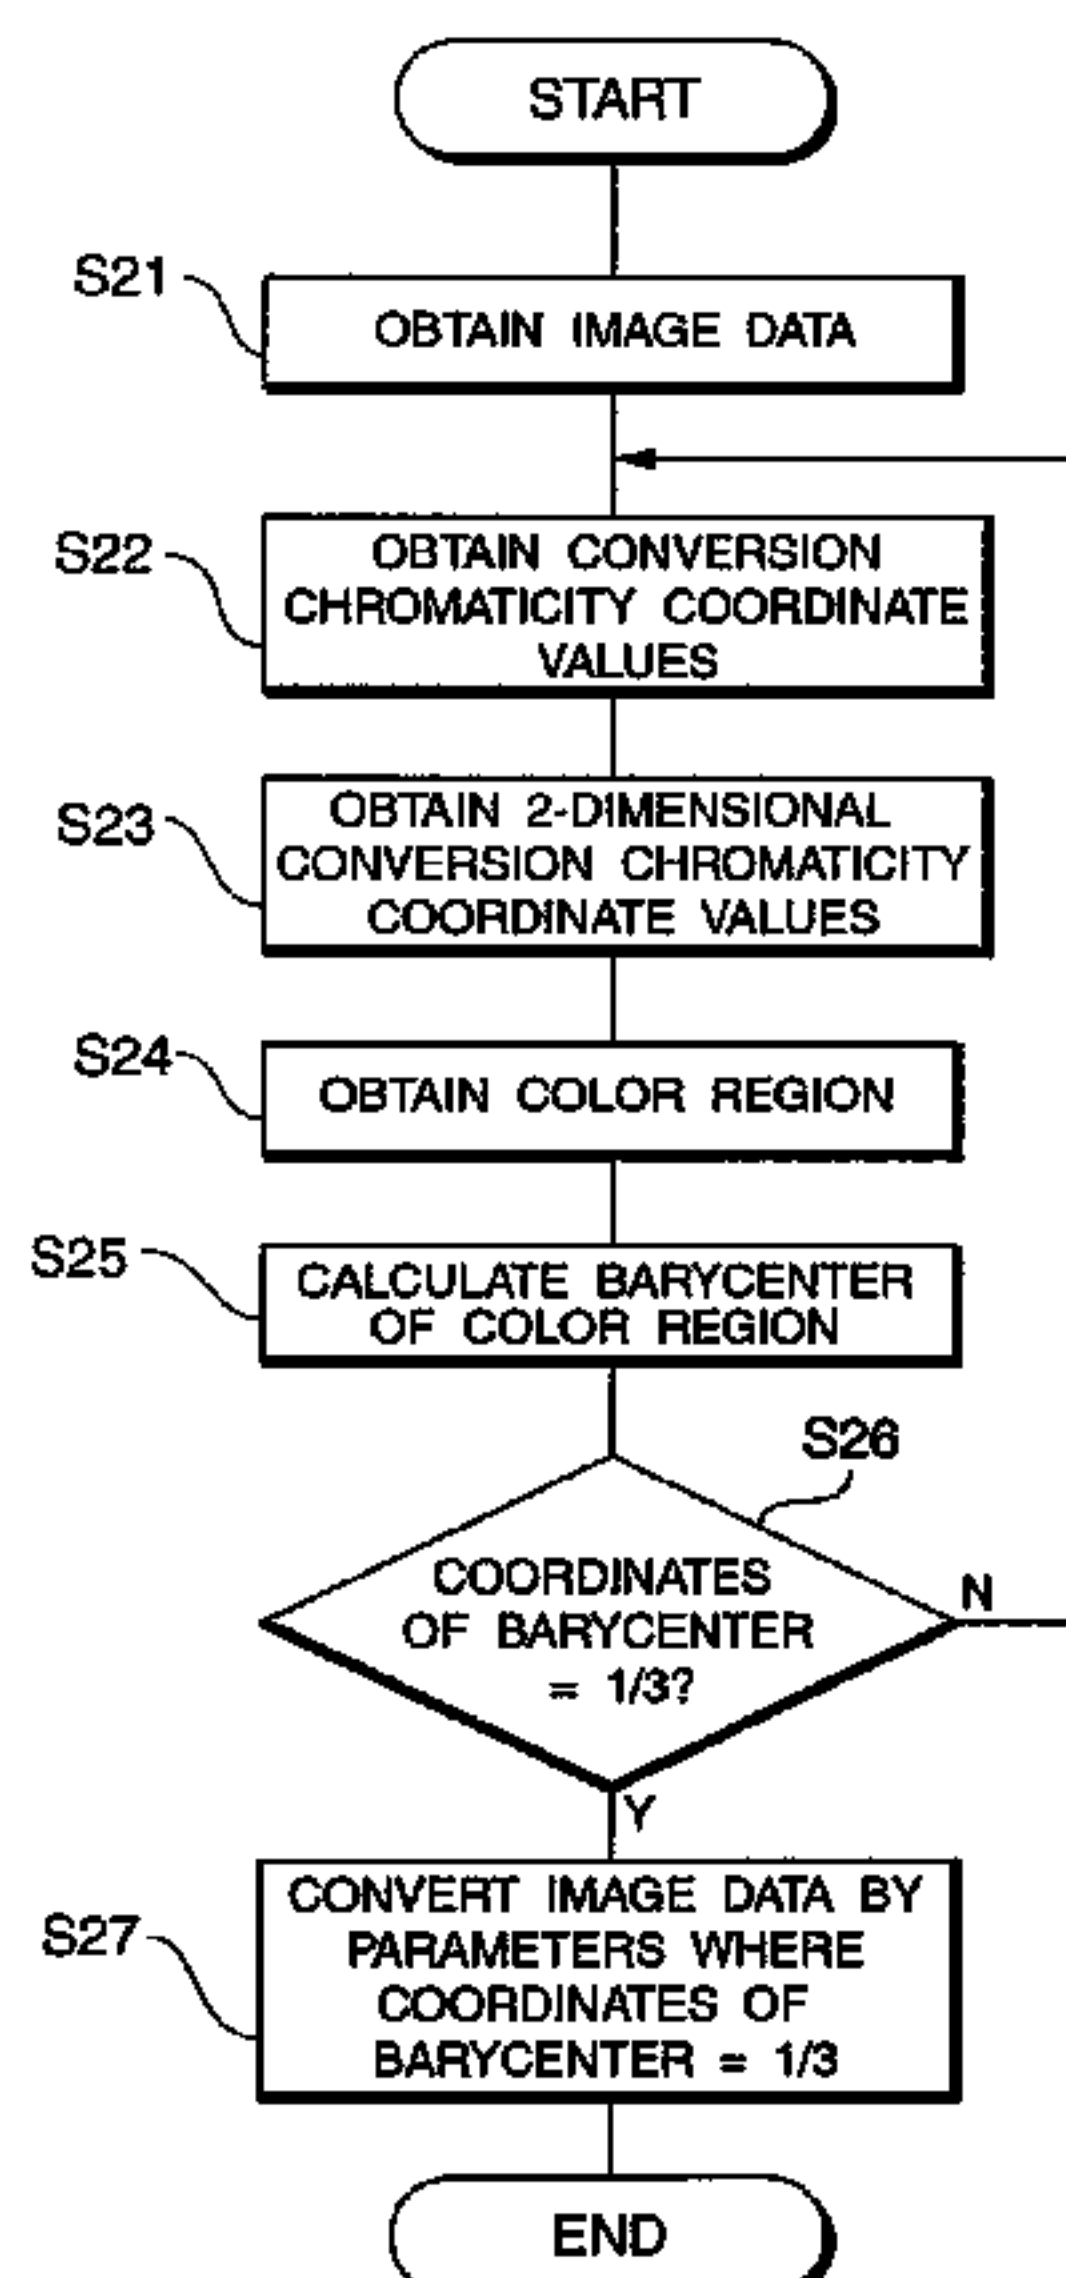 START
S21
OBTAIN IMAGE DATA
S22
OBTAIN CONVERSION
CHROMATICITY COORDINATE
VALUES
S23
OBTAIN 2-DIMENSIONAL
CONVERSION CHROMATICITY
COORDINATE VALUES
S24
OBTAIN COLOR REGION
S25
CALCULATE BARYCENTER
OF COLOR REGION
S26
COORDINATES
OF BARYCENTER
= 1/3?
N
Y
S27
CONVERT IMAGE DATA BY
PARAMETERS WHERE
COORDINATES OF
BARYCENTER = 1/3
END